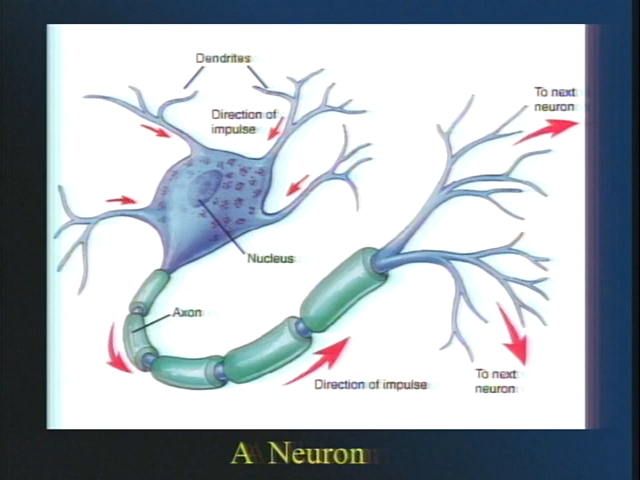 Dendrites
To next
neuron
Direction of
impulse
Nucleus
Axon
Direction of impulse
To next
neuron
A Neuron